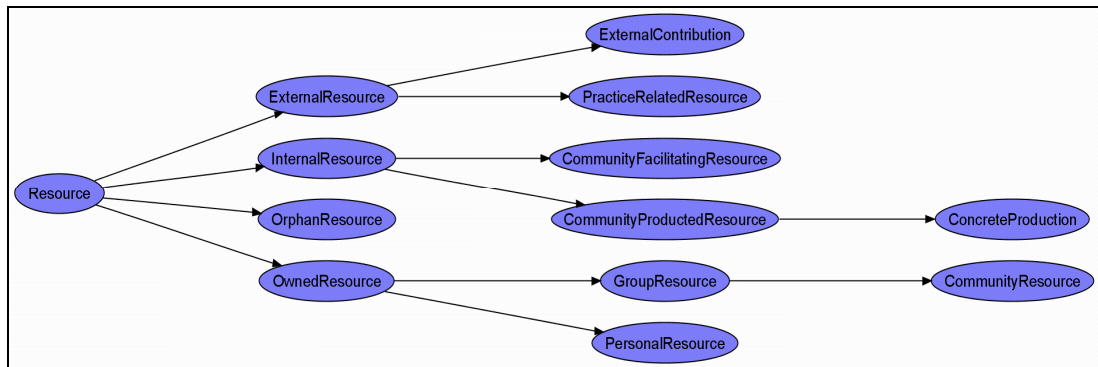 ExternalContribution
ExternalResource
PracticeRelatedResource
InternalResource
CommunityFacilitatingResource
Resource
OrphanResource
CommunityProductedResource
ConcreteProduction
OwnedResource
GroupResource
CommunityResource
PersonalResource